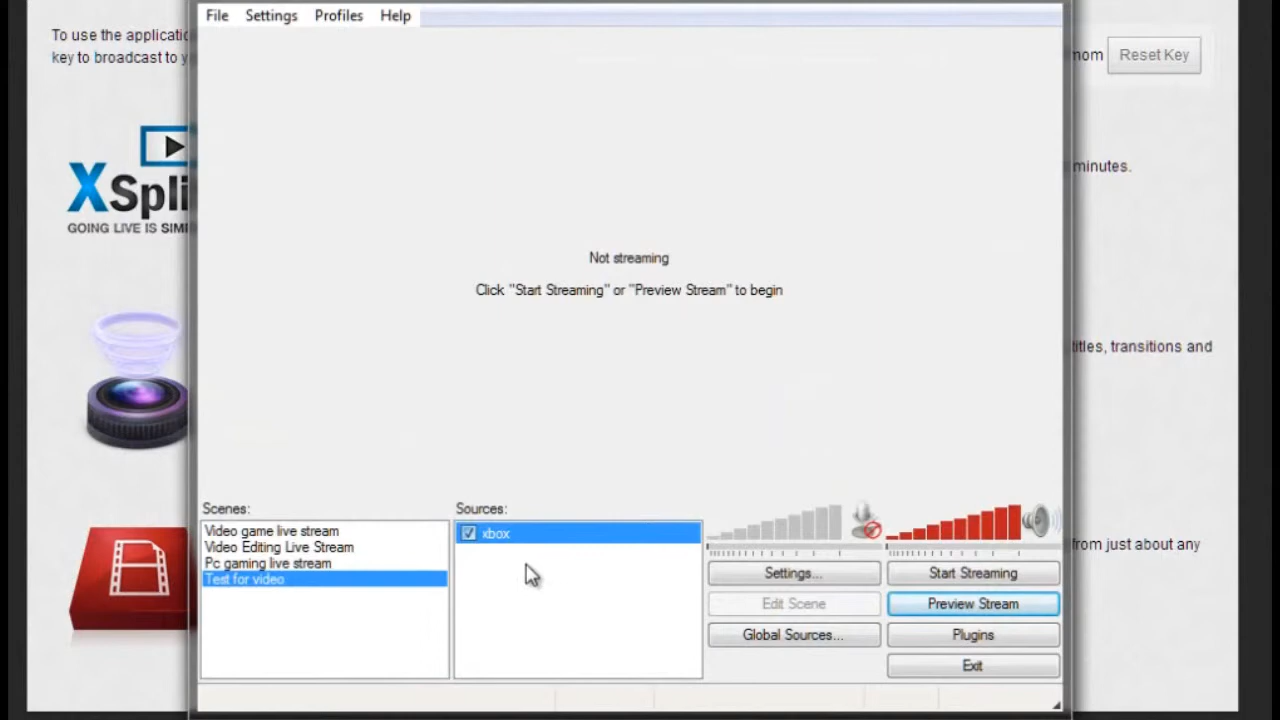 File Settings Profiles Help
To use the
key to broadcast to
Reset Key
XSpli
GOING LIVE IS
minutes.
Not streaming
Click "Start Streaming" or "Preview Stream" to begin
titles, transitions and
Scenes:
Video game live stream
Video Editing Live Stream
Pc gaming live stream
Test for video
Sources:
xbox
Settings...
Start Streaming
Edit Scene
Preview Stream
Global Sources...
Plugins
Exit
from just about any